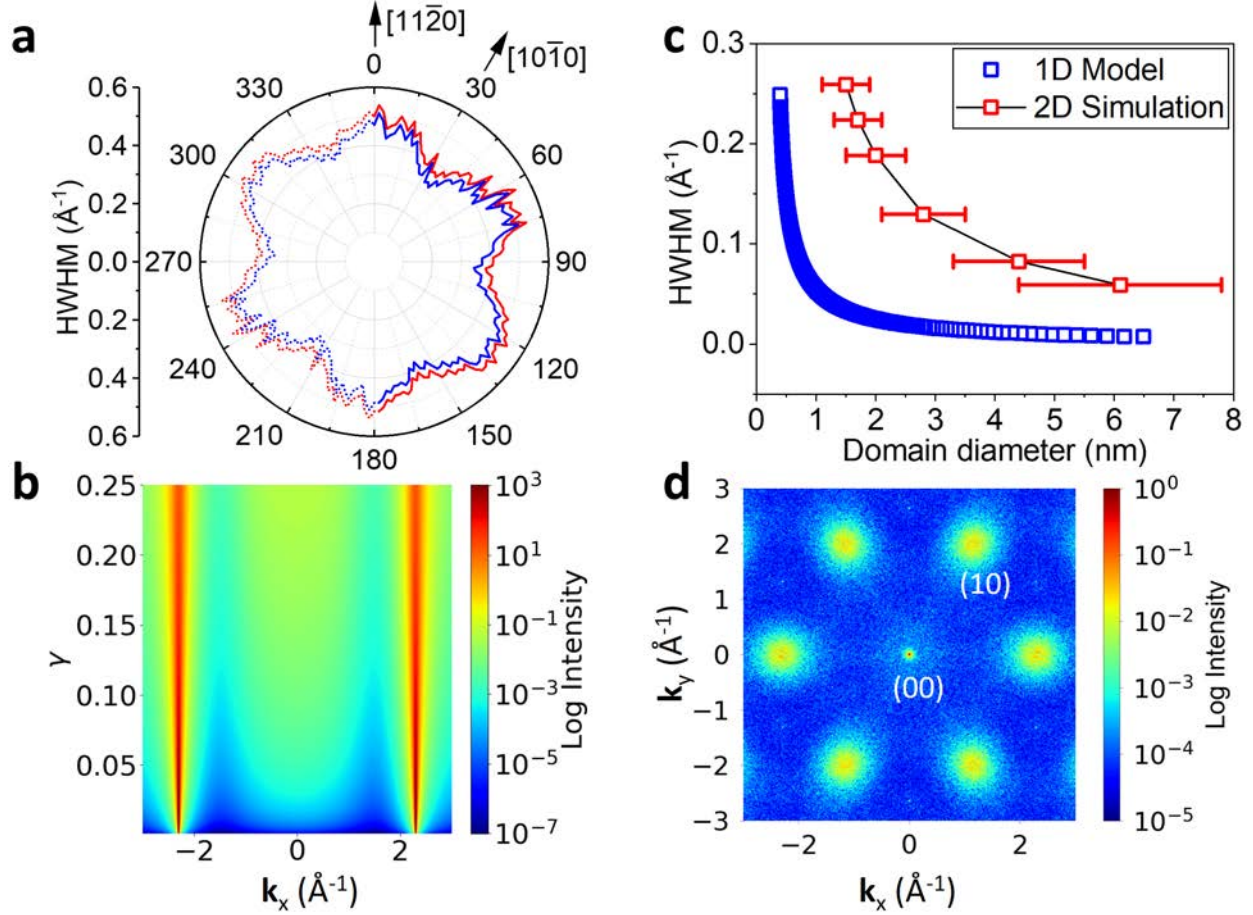 a
[112̄0]
[101̄0]
0
30
60
90
120
150
180
210
240
270
300
330
HWHM (Å⁻¹)
0.6
0.4
0.2
0.0
0.2
0.4
0.6
c
HWHM (Å⁻¹)
0.3
0.2
0.1
0.0
1D Model
2D Simulation
0 1 2 3 4 5 6 7 8
Domain diameter (nm)
b
γ
0.25
0.20
0.15
0.10
0.05
−2 0 2
kₓ (Å⁻¹)
10³
10¹
10⁻¹
10⁻³
10⁻⁵
10⁻⁷
Log Intensity
d
k_y (Å⁻¹)
3
2
1
0
−1
−2
−3
(10)
(00)
−2 0 2
kₓ (Å⁻¹)
10⁰
10⁻¹
10⁻²
10⁻³
10⁻⁴
10⁻⁵
Log Intensity